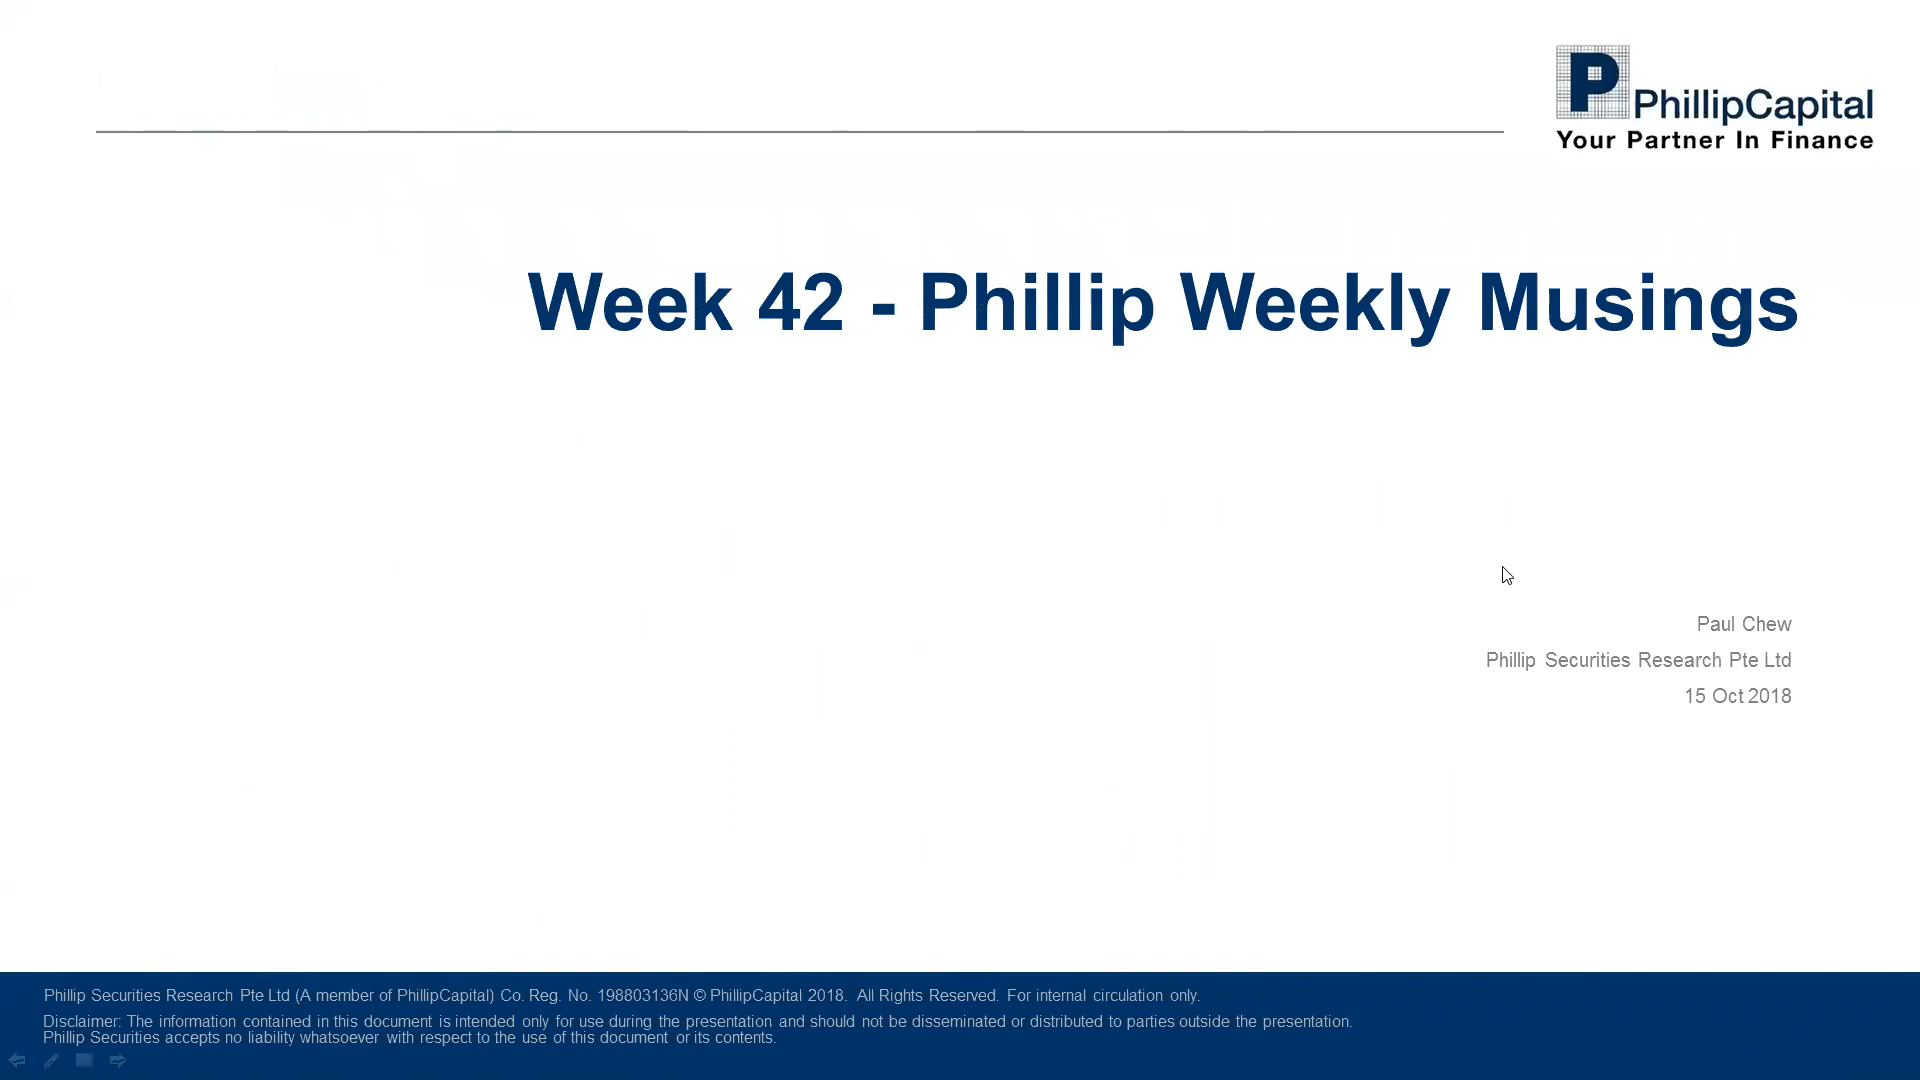 P PhillipCapital
Your Partner In Finance
Week 42 - Phillip Weekly Musings
Paul Chew
Phillip Securities Research Pte Ltd
15 Oct 2018
Phillip Securities Research Pte Ltd (A member of PhillipCapital) Co. Reg. No. 198803136N © PhillipCapital 2018. All Rights Reserved. For internal circulation only.
Disclaimer: The information contained in this document is intended only for use during the presentation and should not be disseminated or distributed to parties outside the presentation.
Phillip Securities accepts no liability whatsoever with respect to the use of this document or its contents.